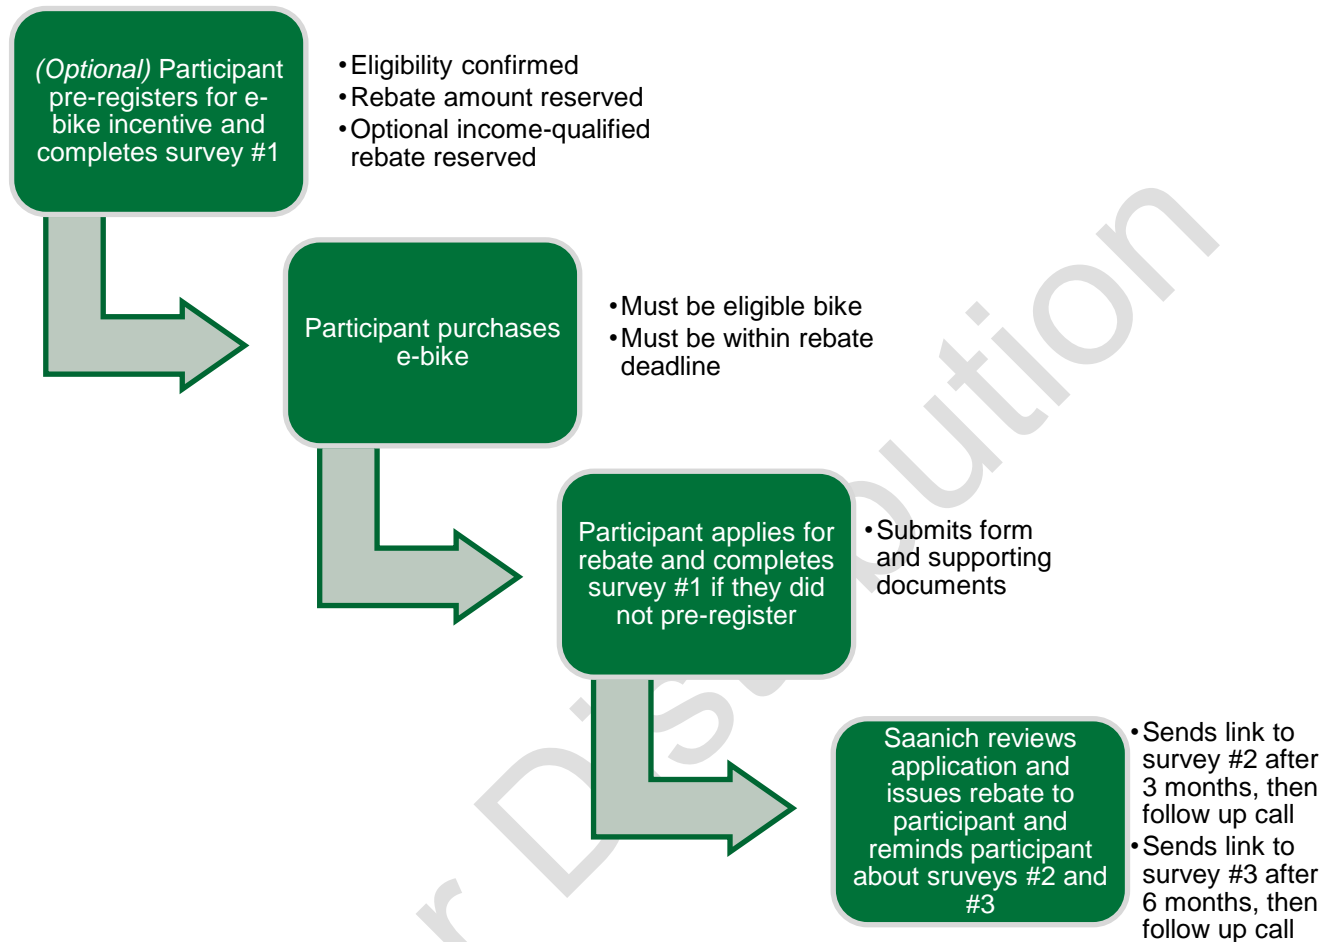 (Optional) Participant
pre-registers for e-
bike incentive and
completes survey #1
•Eligibility confirmed
•Rebate amount reserved
•Optional income-qualified
rebate reserved
Participant purchases
e-bike
•Must be eligible bike
•Must be within rebate
deadline
Participant applies for
rebate and completes
survey #1 if they did
not pre-register
•Submits form
and supporting
documents
Saanich reviews
application and
issues rebate to
participant and
reminds participant
about sruveys #2 and
#3
•Sends link to
survey #2 after
3 months, then
follow up call
•Sends link to
survey #3 after
6 months, then
follow up call